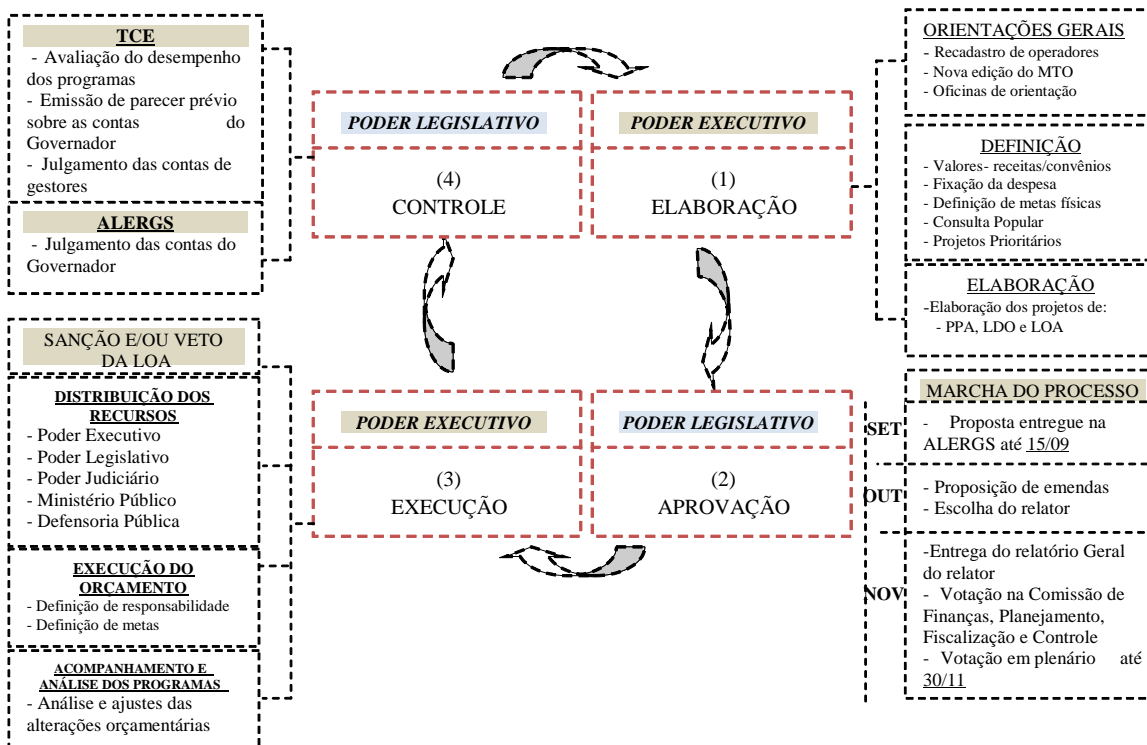 TCE
- Avaliação do desempenho
dos programas
- Emissão de parecer prévio
sobre as contas do
Governador
- Julgamento das contas de
gestores
ALERGS
- Julgamento das contas do
Governador
PODER LEGISLATIVO
(4)
CONTROLE
PODER EXECUTIVO
(1)
ELABORAÇÃO
ORIENTAÇÕES GERAIS
- Recadastro de operadores
- Nova edição do MTO
- Oficinas de orientação
DEFINIÇÃO
- Valores- receitas/convênios
- Fixação da despesa
- Definição de metas físicas
- Consulta Popular
- Projetos Prioritários
ELABORAÇÃO
-Elaboração dos projetos de:
- PPA, LDO e LOA
SANÇÃO E/OU VETO
DA LOA
DISTRIBUIÇÃO DOS
RECURSOS
- Poder Executivo
- Poder Legislativo
- Poder Judiciário
- Ministério Público
- Defensoria Pública
EXECUÇÃO DO
ORÇAMENTO
- Definição de responsabilidade
- Definição de metas
ACOMPANHAMENTO E
ANÁLISE DOS PROGRAMAS
- Análise e ajustes das
alterações orçamentárias
PODER EXECUTIVO
(3)
EXECUÇÃO
PODER LEGISLATIVO
(2)
APROVAÇÃO
MARCHA DO PROCESSO
SET
- Proposta entregue na
ALERGS até 15/09
OUT
- Proposição de emendas
- Escolha do relator
NOV
-Entrega do relatório Geral
do relator
- Votação na Comissão de
Finanças, Planejamento,
Fiscalização e Controle
- Votação em plenário até
30/11